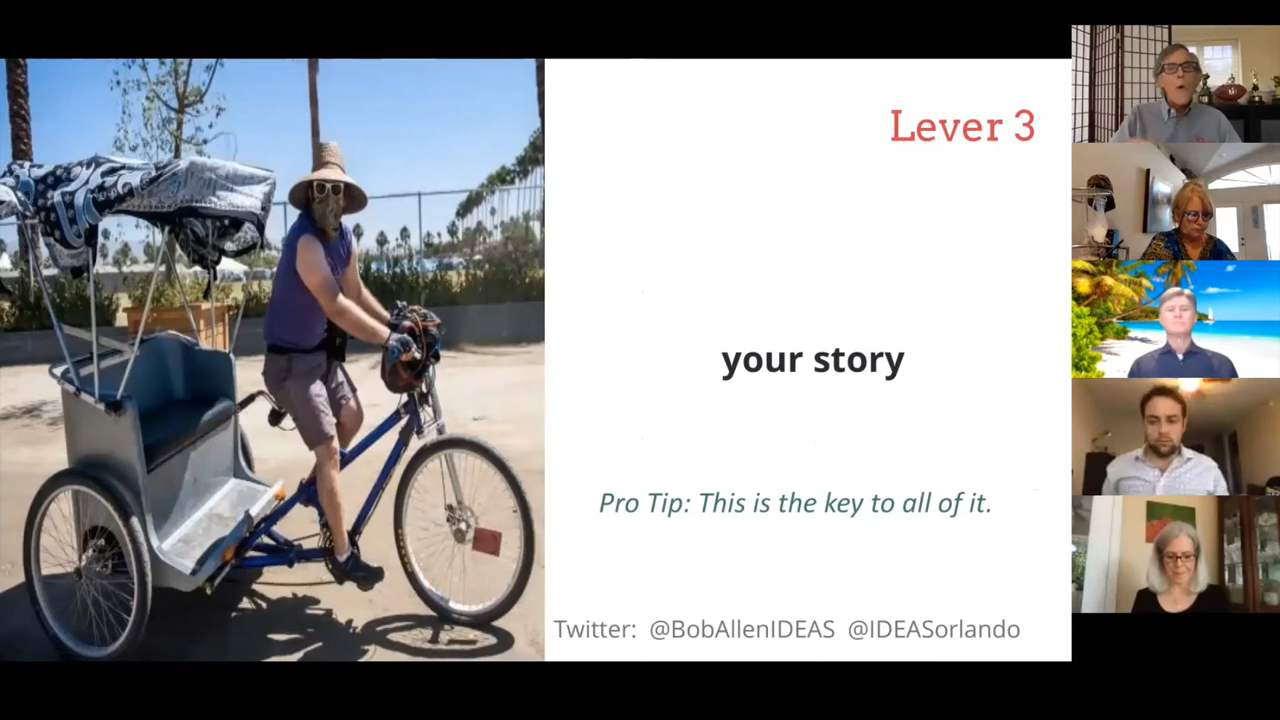 Lever 3
your story
Pro Tip: This is the key to all of it.
Twitter: @BobAllenIDEAS @IDEASorlando